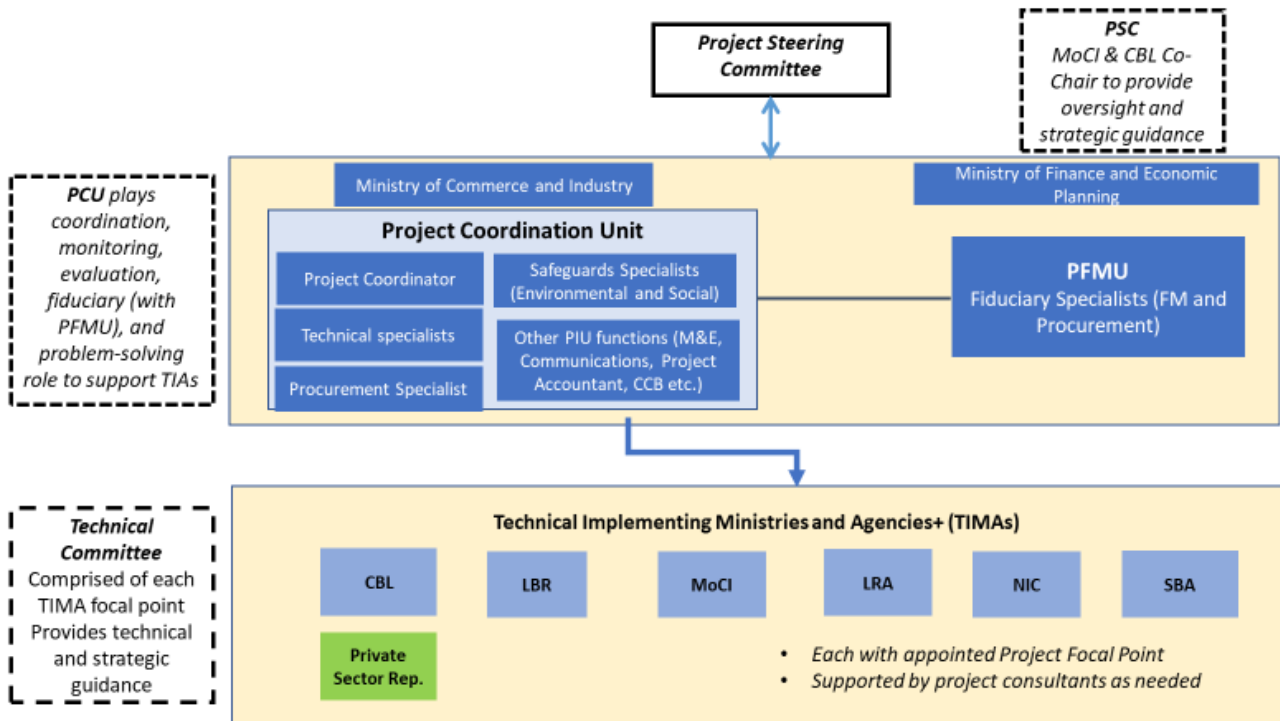 Project Steering
Committee
PSC
MoCI & CBL Co-
Chair to provide
oversight and
strategic guidance
PCU plays
coordination,
monitoring,
evaluation,
fiduciary (with
PFMU), and
problem-solving
role to support TIAs
Ministry of Commerce and Industry
Ministry of Finance and Economic
Planning
Project Coordination Unit
Project Coordinator
Technical specialists
Procurement Specialist
Safeguards Specialists
(Environmental and Social)
Other PIU functions (M&E,
Communications, Project
Accountant, CCB etc.)
PFMU
Fiduciary Specialists (FM and
Procurement)
Technical
Committee
Comprised of each
TIMA focal point
Provides technical
and strategic
guidance
Technical Implementing Ministries and Agencies+ (TIMAs)
CBL
LBR
MoCI
LRA
NIC
SBA
Private
Sector Rep.
• Each with appointed Project Focal Point
• Supported by project consultants as needed